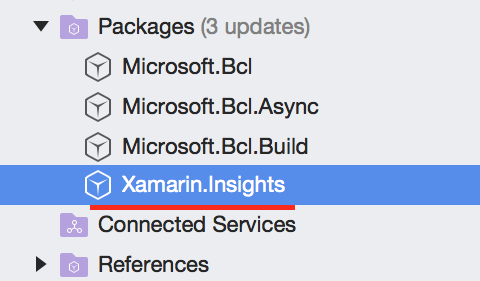 Packages (3 updates)
Microsoft.Bcl
Microsoft.Bcl.Async
Microsoft.Bcl.Build
Xamarin.Insights
Connected Services
References